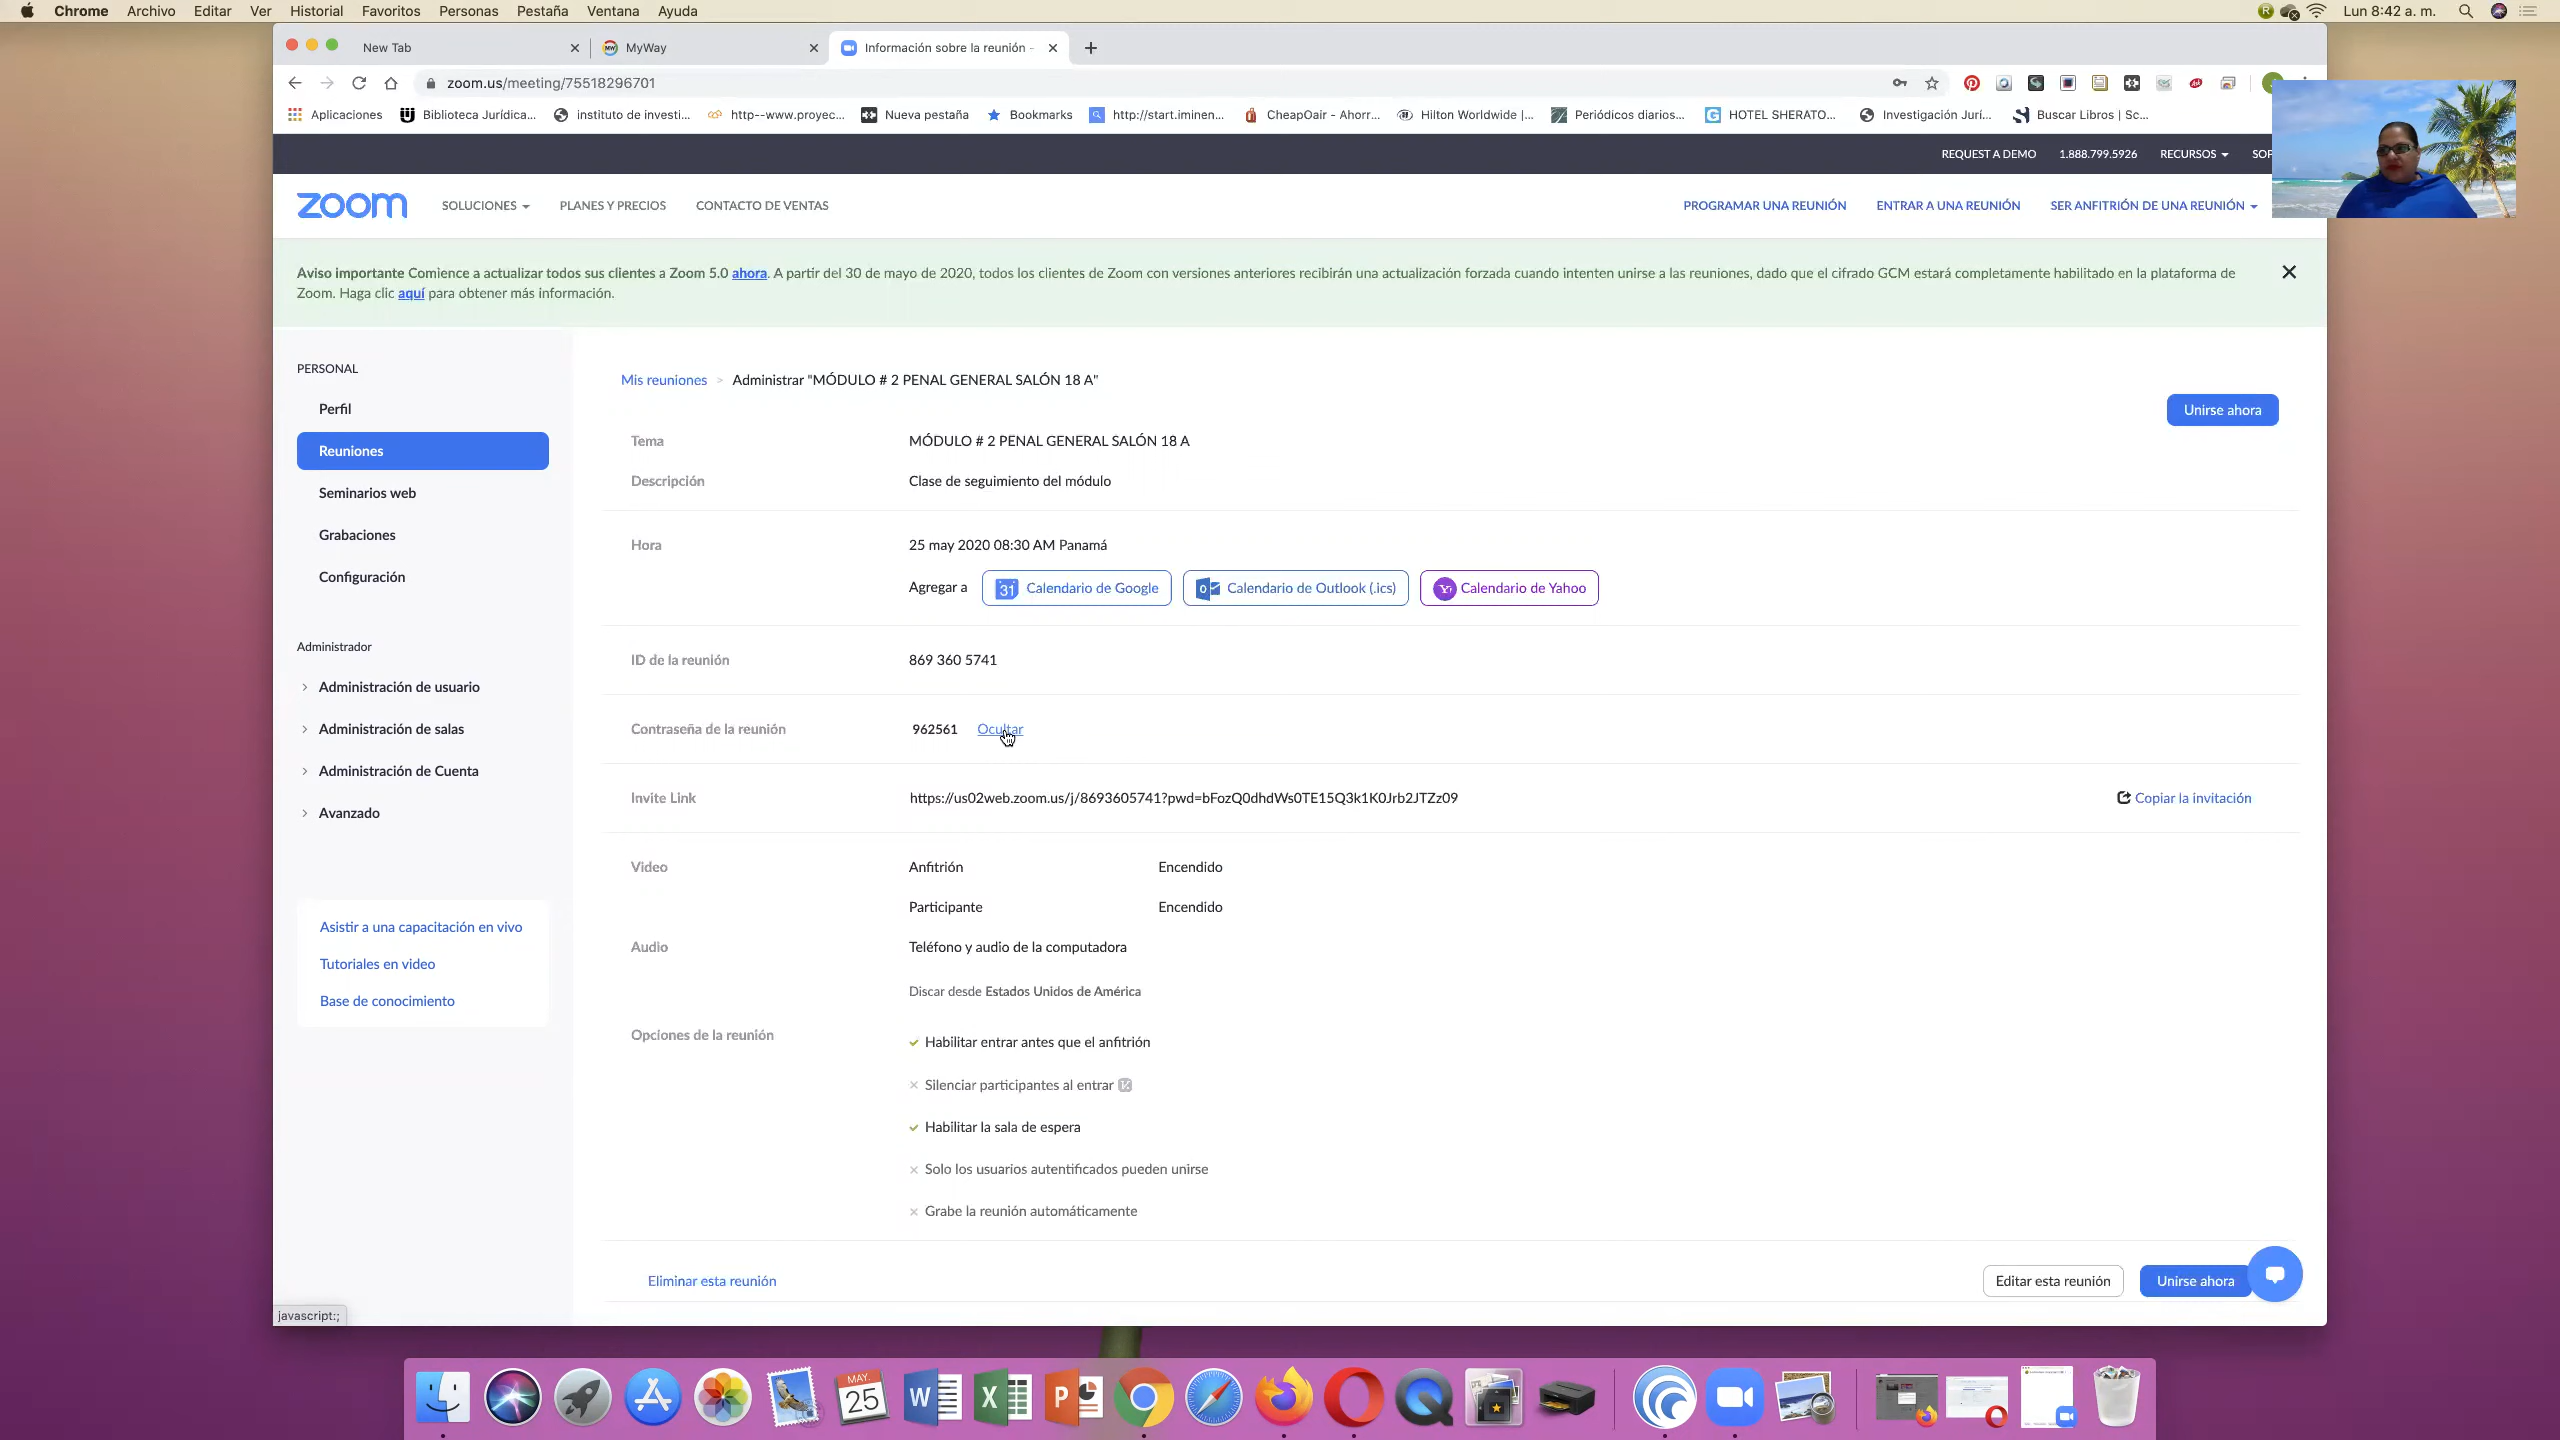 Chrome Archivo Editar Ver Historial Favoritos Personas Pestaña Ventana Ayuda
Lun 8:42 a. m.
New Tab
MyWay
Información sobre la reunión -
zoom.us/meeting/75518296701
Aplicaciones Biblioteca Jurídica... instituto de investi... http--www.proyec... Nueva pestaña Bookmarks http://start.iminen... CheapOair - Ahorr... Hilton Worldwide |... Periódicos diarios... HOTEL SHERATO... Investigación Jurí... Buscar Libros | Sc...
REQUEST A DEMO 1.888.799.5926 RECURSOS SOP
zoom SOLUCIONES PLANES Y PRECIOS CONTACTO DE VENTAS PROGRAMAR UNA REUNIÓN ENTRAR A UNA REUNIÓN SER ANFITRIÓN DE UNA REUNIÓN
Aviso importante Comience a actualizar todos sus clientes a Zoom 5.0 ahora. A partir del 30 de mayo de 2020, todos los clientes de Zoom con versiones anteriores recibirán una actualización forzada cuando intenten unirse a las reuniones, dado que el cifrado GCM estará completamente habilitado en la plataforma de
Zoom. Haga clic aquí para obtener más información.
PERSONAL
Perfil
Reuniones
Seminarios web
Grabaciones
Configuración
Administrador
Administración de usuario
Administración de salas
Administración de Cuenta
Avanzado
Asistir a una capacitación en vivo
Tutoriales en video
Base de conocimiento
Mis reuniones > Administrar "MÓDULO # 2 PENAL GENERAL SALÓN 18 A"
Unirse ahora
Tema MÓDULO # 2 PENAL GENERAL SALÓN 18 A
Descripción Clase de seguimiento del módulo
Hora 25 may 2020 08:30 AM Panamá
Agregar a Calendario de Google Calendario de Outlook (.ics) Calendario de Yahoo
ID de la reunión 869 360 5741
Contraseña de la reunión 962561 Ocultar
Invite Link https://us02web.zoom.us/j/8693605741?pwd=bFozQ0dhdWs0TE15Q3k1K0Jrb2JTZz09 Copiar la invitación
Video Anfitrión Encendido
Participante Encendido
Audio Teléfono y audio de la computadora
Discar desde Estados Unidos de América
Opciones de la reunión
Habilitar entrar antes que el anfitrión
Silenciar participantes al entrar
Habilitar la sala de espera
Solo los usuarios autentificados pueden unirse
Grabe la reunión automáticamente
Eliminar esta reunión Editar esta reunión Unirse ahora
javascript:;
MAY.
25